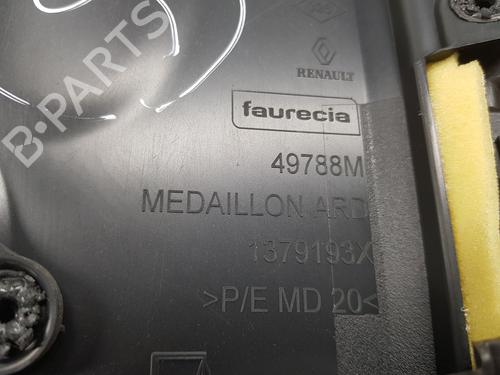 B-PARTS
RENAULT
faurecia
49788M
MEDAILLON ARD
1379193X
>P/E MD 20<